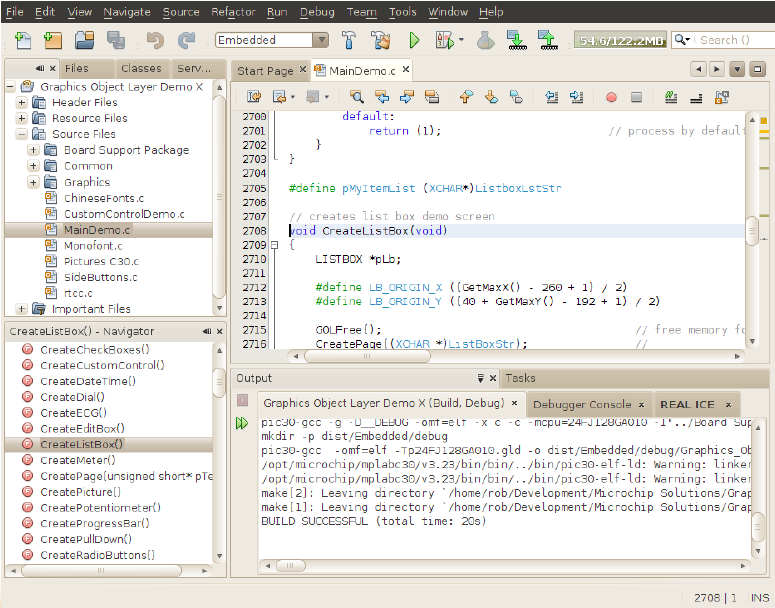 File Edit View Navigate Source Refactor Run Debug Team Tools Window Help
Embedded 54.6/122.2MB Search ()
Files Classes Serv...
Graphics Object Layer Demo X
Header Files
Resource Files
Source Files
Board Support Package
Common
Graphics
ChineseFonts.c
CustomControlDemo.c
MainDemo.c
Monofont.c
Pictures C30.c
SideButtons.c
rtcc.c
Important Files
CreateListBox() - Navigator
CreateCheckBoxes()
CreateCustomControl()
CreateDateTime()
CreateDial()
CreateECG()
CreateEditBox()
CreateListBox()
CreateMeter()
CreatePage(unsigned short* pTe
CreatePicture()
CreatePotentiometer()
CreateProgressBar()
CreatePullDown()
CreateRadioButtons()
Start Page MainDemo.c
2700 default:
2701 return (1); // process by default
2702 }
2703 }
2704
2705 #define pMyItemList (XCHAR*)ListboxLstStr
2706
2707 // creates list box demo screen
2708 void CreateListBox(void)
2709 {
2710 LISTBOX *pLb;
2711
2712 #define LB_ORIGIN_X ((GetMaxX() - 260 + 1) / 2)
2713 #define LB_ORIGIN_Y ((40 + GetMaxY() - 192 + 1) / 2)
2714
2715 GOLFree(); // free memory fo
2716 CreatePage((XCHAR *)ListBoxStr); //
Output Tasks
Graphics Object Layer Demo X (Build, Debug) Debugger Console REAL ICE
pic30-gcc -g -D__DEBUG -omf=elf -x c -c -mcpu=24FJ128GA010 -I'../Board Sup
mkdir -p dist/Embedded/debug
pic30-gcc -omf=elf -Tp24FJ128GA010.gld -o dist/Embedded/debug/Graphics_Ob
/opt/microchip/mplabc30/v3.23/bin/bin/../bin/pic30-elf-ld: Warning: linker
/opt/microchip/mplabc30/v3.23/bin/bin/../bin/pic30-elf-ld: Warning: linker
make[2]: Leaving directory `/home/rob/Development/Microchip Solutions/Grap
make[1]: Leaving directory `/home/rob/Development/Microchip Solutions/Grap
BUILD SUCCESSFUL (total time: 20s)
2708 | 1 INS